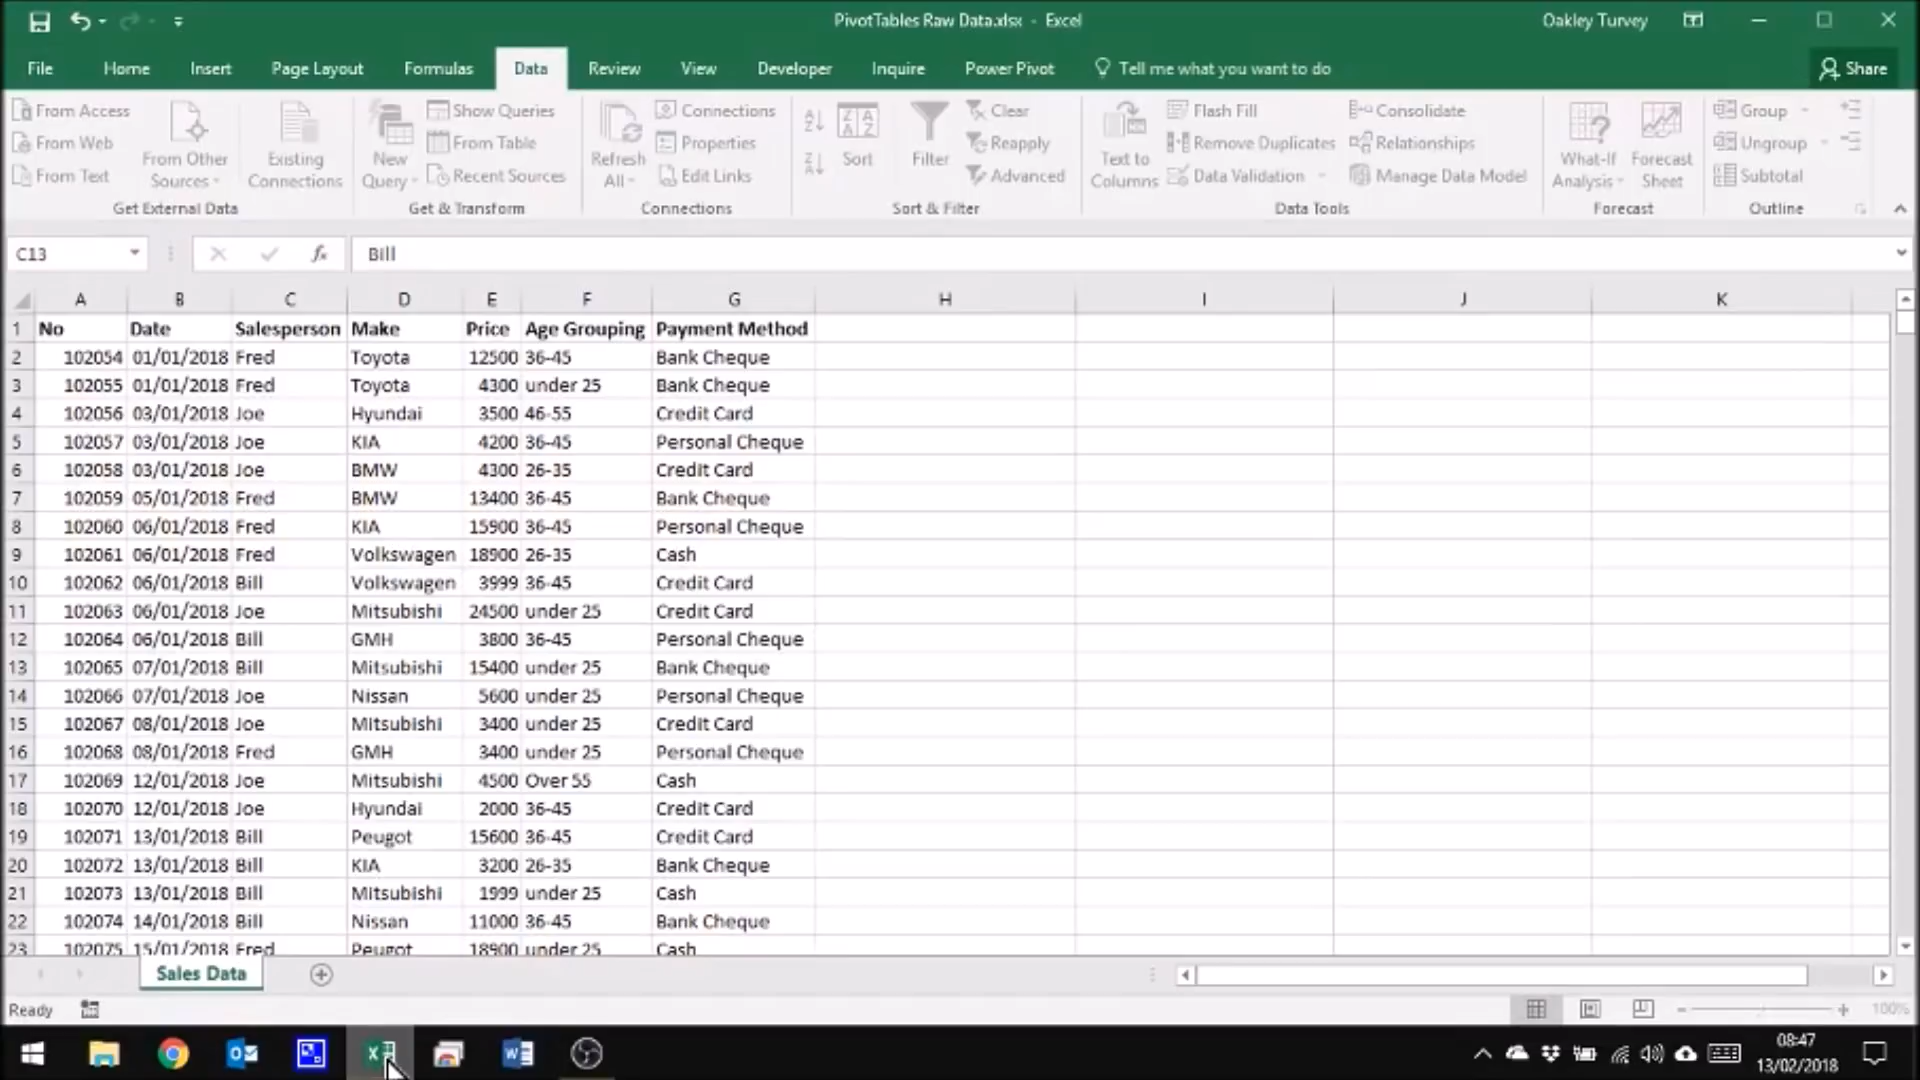 PivotTables Raw Data.xlsx - Excel
Oakley Turvey
File Home Insert Page Layout Formulas Data Review View Developer Inquire Power Pivot Tell me what you want to do Share
From Access
From Web
From Text
From Other Sources
Existing Connections
Get External Data
New Query
Show Queries
From Table
Recent Sources
Get & Transform
Refresh All
Connections
Properties
Edit Links
Connections
Sort
Filter
Clear
Reapply
Advanced
Sort & Filter
Text to Columns
Flash Fill
Remove Duplicates
Data Validation
Consolidate
Relationships
Manage Data Model
Data Tools
What-If Analysis
Forecast Sheet
Forecast
Group
Ungroup
Subtotal
Outline
C13 fx Bill
A B C D E F G H I J K
1 No Date Salesperson Make Price Age Grouping Payment Method
2 102054 01/01/2018 Fred Toyota 12500 36-45 Bank Cheque
3 102055 01/01/2018 Fred Toyota 4300 under 25 Bank Cheque
4 102056 03/01/2018 Joe Hyundai 3500 46-55 Credit Card
5 102057 03/01/2018 Joe KIA 4200 36-45 Personal Cheque
6 102058 03/01/2018 Joe BMW 4300 26-35 Credit Card
7 102059 05/01/2018 Fred BMW 13400 36-45 Bank Cheque
8 102060 06/01/2018 Fred KIA 15900 36-45 Personal Cheque
9 102061 06/01/2018 Fred Volkswagen 18900 26-35 Cash
10 102062 06/01/2018 Bill Volkswagen 3999 36-45 Credit Card
11 102063 06/01/2018 Joe Mitsubishi 24500 under 25 Credit Card
12 102064 06/01/2018 Bill GMH 3800 36-45 Personal Cheque
13 102065 07/01/2018 Bill Mitsubishi 15400 under 25 Bank Cheque
14 102066 07/01/2018 Joe Nissan 5600 under 25 Personal Cheque
15 102067 08/01/2018 Joe Mitsubishi 3400 under 25 Credit Card
16 102068 08/01/2018 Fred GMH 3400 under 25 Personal Cheque
17 102069 12/01/2018 Joe Mitsubishi 4500 Over 55 Cash
18 102070 12/01/2018 Joe Hyundai 2000 36-45 Credit Card
19 102071 13/01/2018 Bill Peugot 15600 36-45 Credit Card
20 102072 13/01/2018 Bill KIA 3200 26-35 Bank Cheque
21 102073 13/01/2018 Bill Mitsubishi 1999 under 25 Cash
22 102074 14/01/2018 Bill Nissan 11000 36-45 Bank Cheque
23 102075 15/01/2018 Fred Peugot 18900 under 25 Cash
Sales Data
Ready
100%
08:47
13/02/2018